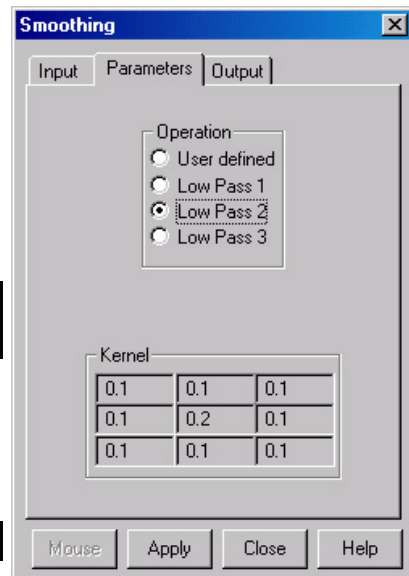 Smoothing
Input Parameters Output
Operation
User defined
Low Pass 1
Low Pass 2
Low Pass 3
Kernel
0.1 0.1 0.1
0.1 0.2 0.1
0.1 0.1 0.1
Mouse Apply Close Help